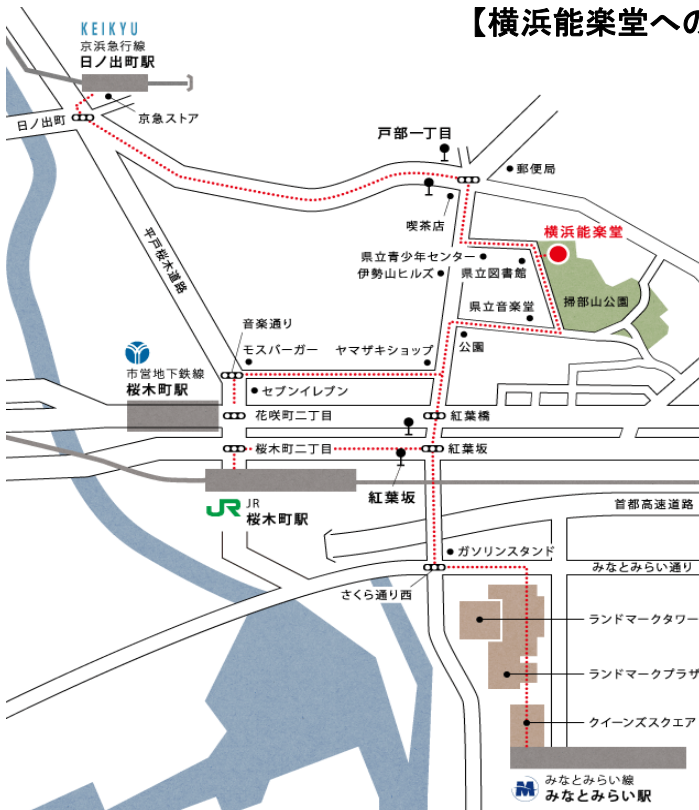 【横浜能楽堂への
KEIKYU
京浜急行線
日ノ出町駅
京急ストア
日ノ出町
戸部一丁目
郵便局
喫茶店
横浜能楽堂
県立青少年センター
伊勢山ヒルズ
県立図書館
掃部山公園
県立音楽堂
平戸桜木道路
音楽通り
モスバーガー
ヤマザキショップ
公園
市営地下鉄線
桜木町駅
セブンイレブン
花咲町二丁目
紅葉橋
桜木町二丁目
紅葉坂
紅葉坂
JR
JR
桜木町駅
首都高速道路
ガソリンスタンド
みなとみらい通り
さくら通り西
ランドマークタワー
ランドマークプラザ
クイーンズスクエア
M
みなとみらい線
みなとみらい駅